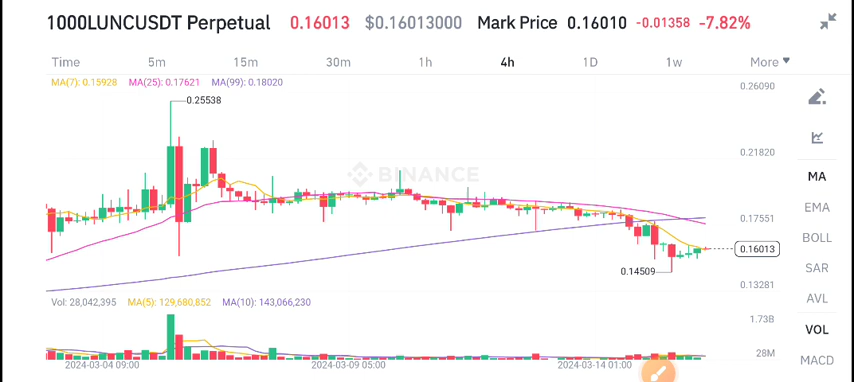 1000LUNCUSDT Perpetual 0.16013 $0.16013000 Mark Price 0.16010 -0.01358 -7.82%
Time 5m 15m 30m 1h 4h 1D 1w More
MA(7): 0.15928 MA(25): 0.17621 MA(99): 0.18020
0.26090
0.25538
0.21820
BINANCE
MA
EMA
0.17551
BOLL
0.16013
SAR
0.14509
0.13281
AVL
Vol: 28,042,395 MA(5): 129,680,852 MA(10): 143,066,230
1.73B
VOL
28M
MACD
2024-03-04 09:00 2024-03-09 05:00 2024-03-14 01:00